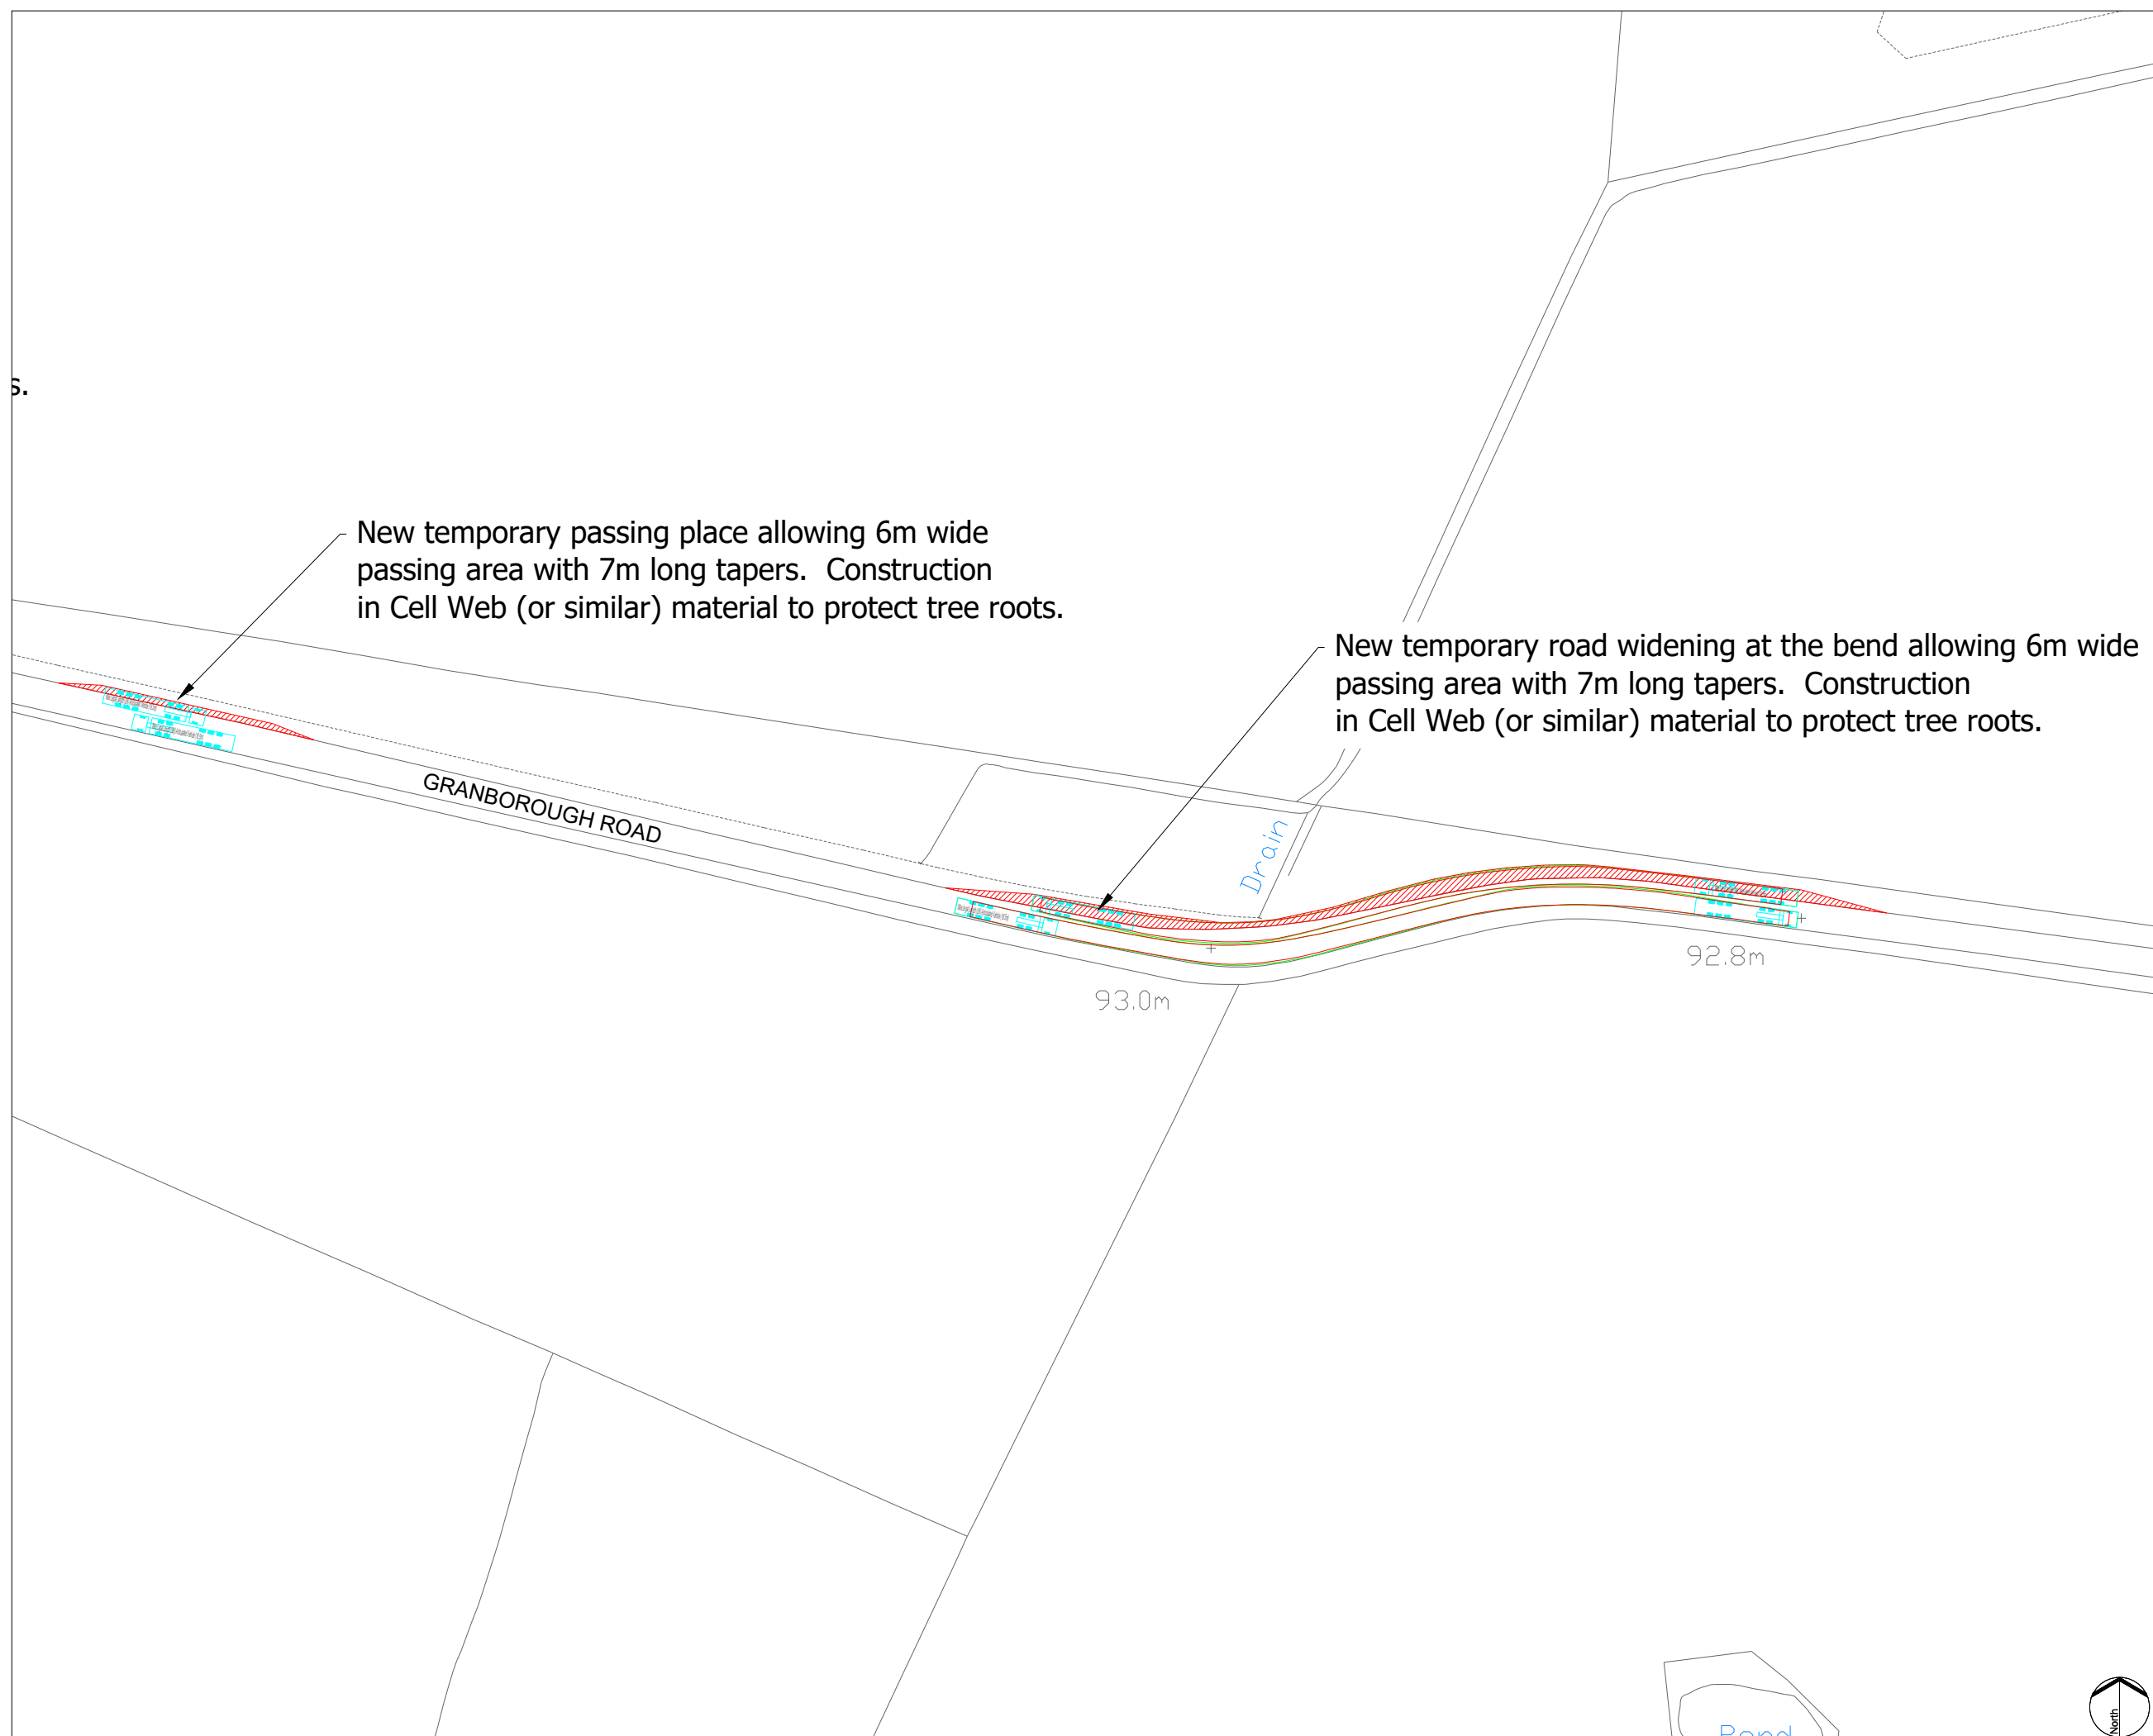 s.
New temporary passing place allowing 6m wide
passing area with 7m long tapers.  Construction
in Cell Web (or similar) material to protect tree roots.
New temporary road widening at the bend allowing 6m wide
passing area with 7m long tapers.  Construction
in Cell Web (or similar) material to protect tree roots.
GRANBOROUGH ROAD
Drain
92.8m
93.0m
Pond
North